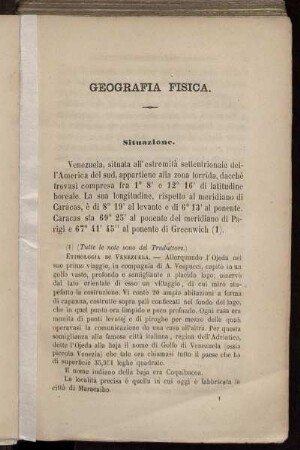 GEOGRAFIA FISICA.
Situazione.
Venezuela, situata all'estremità settentrionale del-
l'America del sud, appartiene alla zona torrida, dacchè
trovasi compresa fra 1° 8' e 12° 16' di latitudine
boreale. La sua longitudine, rispetto al meridiano di
Caracas, è di 8° 19' al levante e di 6° 13' al ponente.
Caracas sta 69° 25' al ponente del meridiano di Pa-
rigi e 67° 41' 45" al ponente di Greenwich (1).
(1) (Tutte le note sono del Traduttore.)
ETIMOLOGIA DI VENEZUELA. — Allorquando l'Ojeda nel
suo primo viaggio, in compagnia di A. Vespucci, capitò in un
golfo vasto, profondo e somigliante a placido lago; osservò
dal lato orientale di esso un villaggio, di cui mirò stu-
pefatto la costruzione. Vi contò 20 ampie abitazioni a forma
di capanna, costrutte sopra pali conficcati nel fondo del lago,
che in quel punto era limpidissimo e poco profondo. Ogni casa era
munita di ponti levatoi e di piroghe per mezzo dei quali man-
tenevasi la comunicazione da una casa all'altra. Per questa
somiglianza alla famosa città italiana, regina dell'Adriatico,
dette l'Ojeda alla baja il nome di Golfo di Venezuela (ossia
piccola Venezia) che tale ora chiamasi tutto il paese che ha
di superficie 35,951 leghe quadrate.
Il nome indiano della baja era Coquibacoa.
La località precisa è quella in cui oggi è fabbricata la
città di Maracaibo.
1